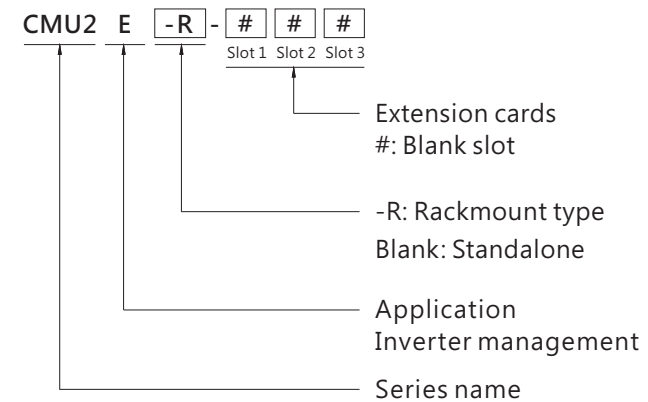 CMU2 E -R - # # #
Slot 1 Slot 2 Slot 3
Extension cards
#: Blank slot
-R: Rackmount type
Blank: Standalone
Application
Inverter management
Series name